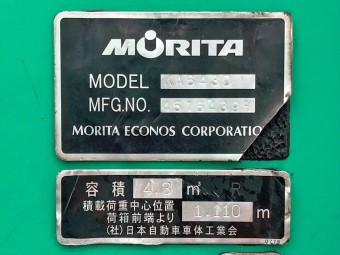 MORITA
MODEL
MFG.NO.
MORITA ECONOS CORPORATIO
容積 4.3 m³ R
積載荷重中心位置
荷箱前端より 1.110 m
(社)日本自動車車体工業会